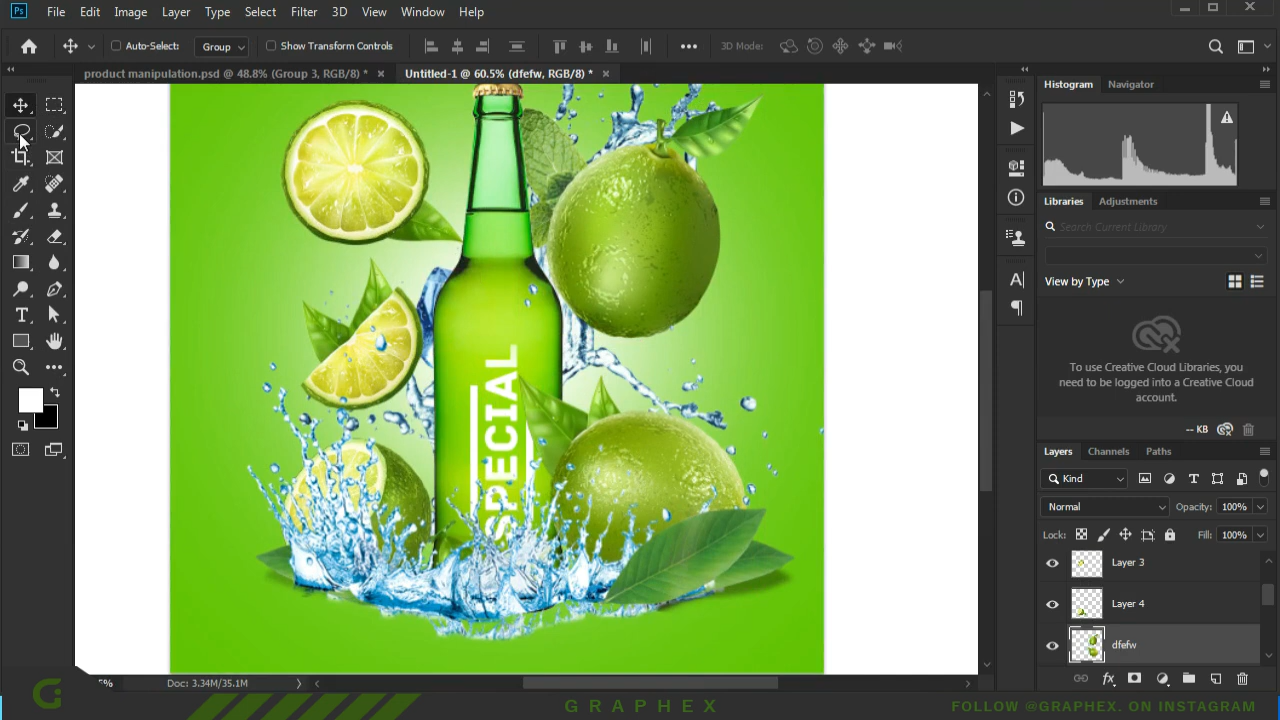 Ps File Edit Image Layer Type Select Filter 3D View Window Help
Auto-Select: Group Show Transform Controls 3D Mode:
product manipulation.psd @ 48.8% (Group 3, RGB/8) * Untitled-1 @ 60.5% (dfefw, RGB/8) *
Histogram Navigator
Libraries Adjustments
Search Current Library
View by Type
To use Creative Cloud Libraries, you
need to be logged into a Creative Cloud
account.
-- KB
Layers Channels Paths
Kind
Normal Opacity: 100%
Lock: Fill: 100%
Layer 3
Layer 4
dfefw
SPECIAL
5% Doc: 3.34M/35.1M
GRAPHEX
FOLLOW @GRAPHEX. ON INSTAGRAM